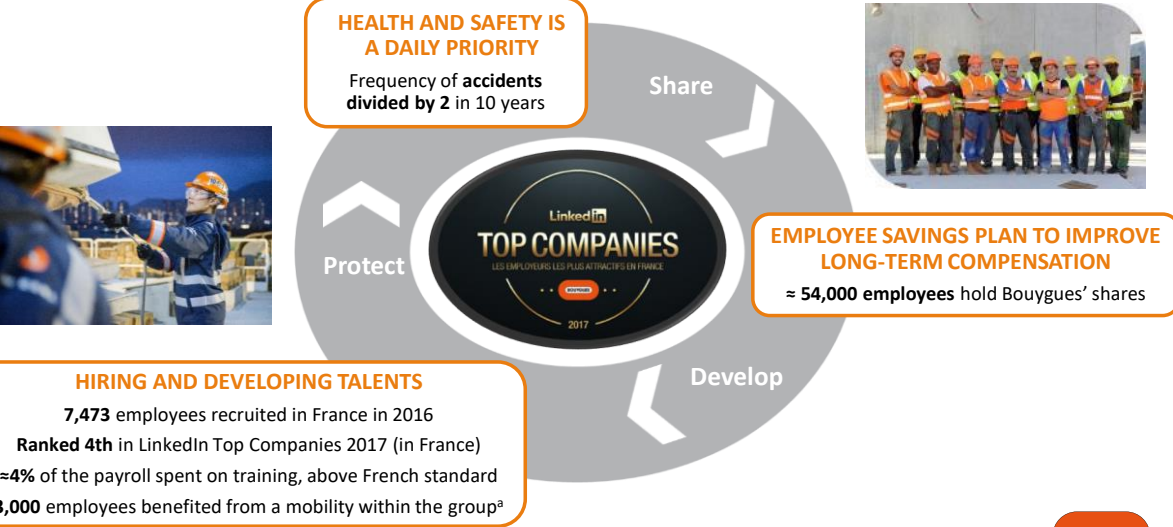 HEALTH AND SAFETY IS
A DAILY PRIORITY
Frequency of accidents
divided by 2 in 10 years
Share
Protect
Develop
Linkedin
TOP COMPANIES
LES EMPLOYEURS LES PLUS ATTRACTIFS EN FRANCE
BOUYGUES
2017
EMPLOYEE SAVINGS PLAN TO IMPROVE
LONG-TERM COMPENSATION
≈ 54,000 employees hold Bouygues’ shares
HIRING AND DEVELOPING TALENTS
7,473 employees recruited in France in 2016
Ranked 4th in LinkedIn Top Companies 2017 (in France)
≈4% of the payroll spent on training, above French standard
3,000 employees benefited from a mobility within the groupᵃ